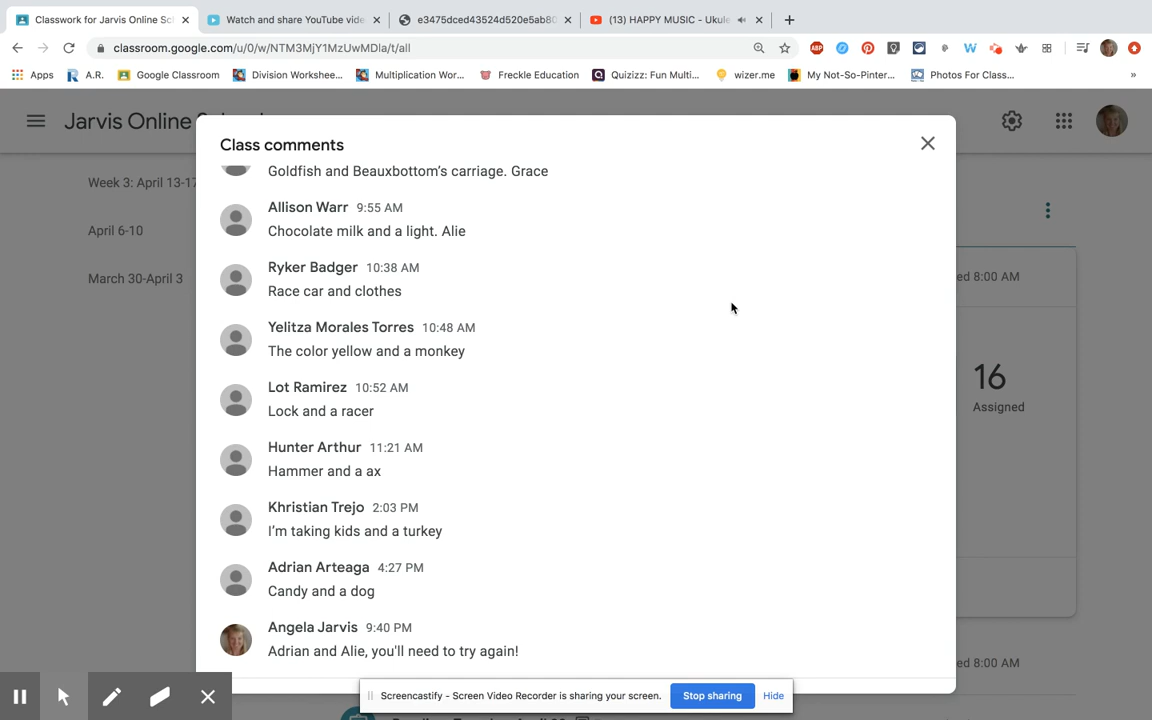 Classwork for Jarvis Online Sc
Watch and share YouTube vide
e3475dced43524d520e5ab80
(13) HAPPY MUSIC - Ukule
classroom.google.com/u/0/w/NTM3MjY1MzUwMDIa/t/all
ABP
Apps
A.R.
Google Classroom
Division Workshee...
Multiplication Wor...
Freckle Education
Quizizz: Fun Multi...
wizer.me
My Not-So-Pinter...
Photos For Class...
Jarvis Online
Week 3: April 13-17
April 6-10
March 30-April 3
Class comments
Goldfish and Beauxbottom's carriage. Grace
Allison Warr 9:55 AM
Chocolate milk and a light. Alie
Ryker Badger 10:38 AM
Race car and clothes
Yelitza Morales Torres 10:48 AM
The color yellow and a monkey
Lot Ramirez 10:52 AM
Lock and a racer
Hunter Arthur 11:21 AM
Hammer and a ax
Khristian Trejo 2:03 PM
I'm taking kids and a turkey
Adrian Arteaga 4:27 PM
Candy and a dog
Angela Jarvis 9:40 PM
Adrian and Alie, you'll need to try again!
ed 8:00 AM
16
Assigned
ed 8:00 AM
Screencastify - Screen Video Recorder is sharing your screen.
Stop sharing
Hide